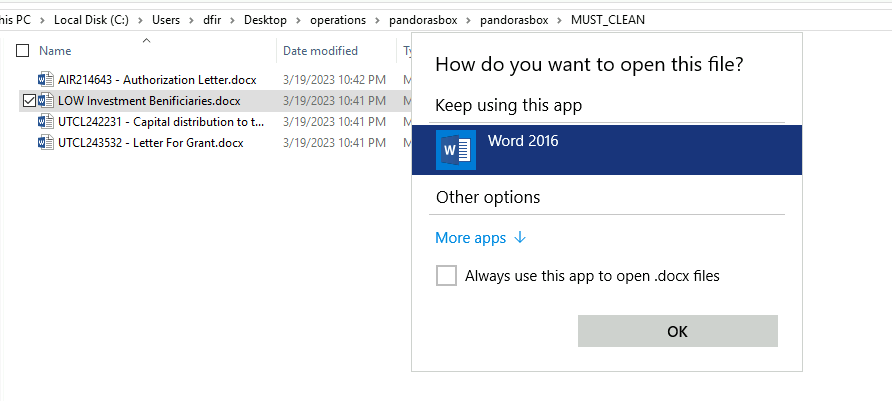 his PC > Local Disk (C:) > Users > dfir > Desktop > operations > pandorasbox > pandorasbox > MUST_CLEAN
Name Date modified Ty
AIR214643 - Authorization Letter.docx 3/19/2023 10:42 PM M
LOW Investment Benificiaries.docx 3/19/2023 10:41 PM M
UTCL242231 - Capital distribution to t... 3/19/2023 10:41 PM M
UTCL243532 - Letter For Grant.docx 3/19/2023 10:41 PM M
How do you want to open this file?
Keep using this app
Word 2016
Other options
More apps ↓
Always use this app to open .docx files
OK